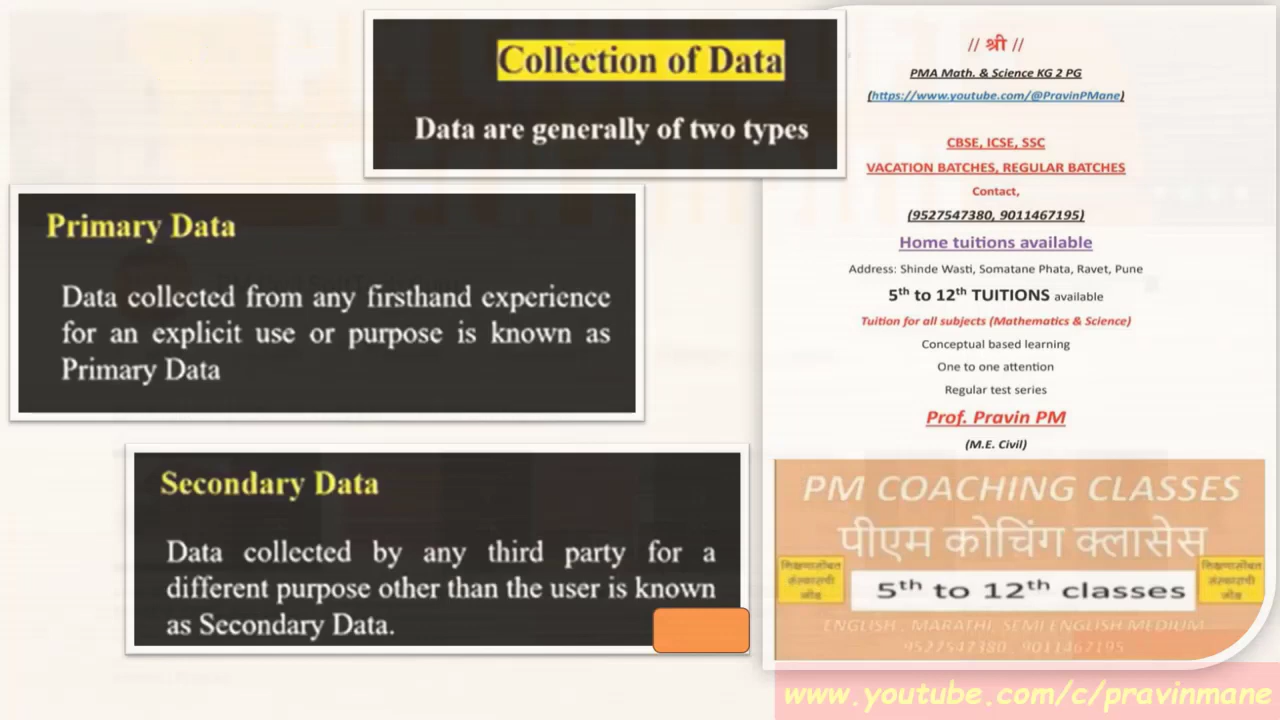 Collection of Data
Data are generally of two types
Primary Data
Data collected from any firsthand experience
for an explicit use or purpose is known as
Primary Data
Secondary Data
Data collected by any third party for a
different purpose other than the user is known
as Secondary Data.
// श्री //
PMA Math. & Science KG 2 PG
(https://www.youtube.com/@PravinPMane)
CBSE, ICSE, SSC
VACATION BATCHES, REGULAR BATCHES
Contact,
(9527547380, 9011467195)
Home tuitions available
Address: Shinde Wasti, Somatane Phata, Ravet, Pune
5th to 12th TUITIONS available
Tuition for all subjects (Mathematics & Science)
Conceptual based learning
One to one attention
Regular test series
Prof. Pravin PM
(M.E. Civil)
PM COACHING CLASSES
पीएम कोचिंग क्लासेस
शिक्षणासोबत
संस्काराची
जोड
5th to 12th classes
शिक्षणासोबत
संस्काराची
जोड
ENGLISH , MARATHI, SEMI ENGLISH MEDIUM
9527547380, 9011467195
www.youtube.com/c/pravinmane